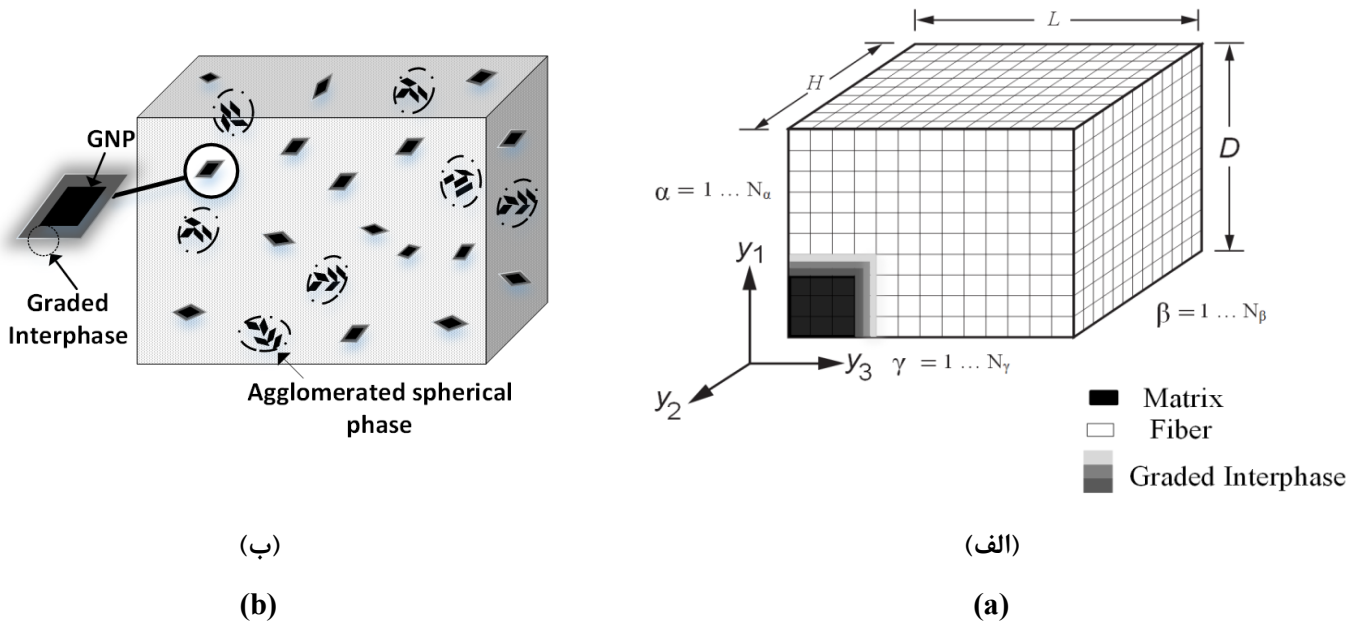 GNP
Graded
Interphase
Agglomerated spherical
phase
(ب)
(b)
L
H
D
α = 1 ... Nα
y1
y2
y3
γ = 1 ... Nγ
β = 1 ... Nβ
Matrix
Fiber
Graded Interphase
(الف)
(a)